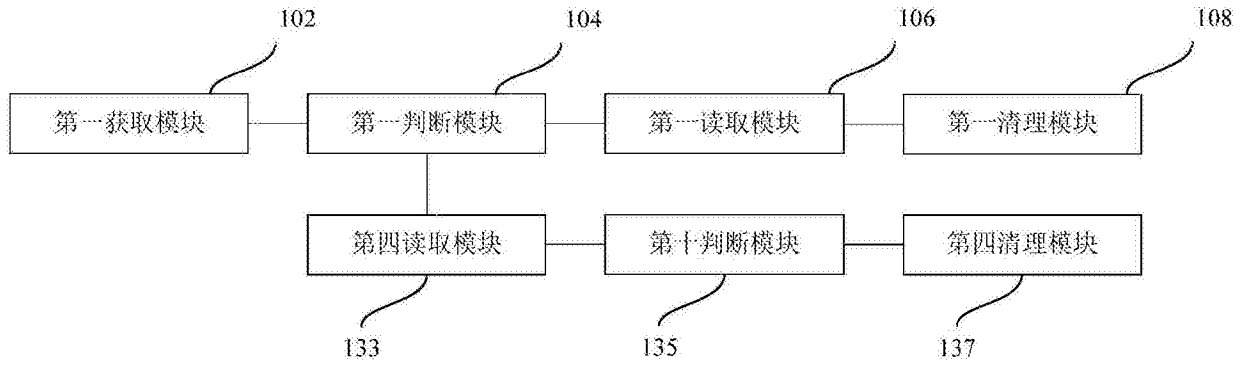 102 104 106 108
第一获取模块 第一判断模块 第一读取模块 第一清理模块
第四读取模块 第十判断模块 第四清理模块
133 135 137